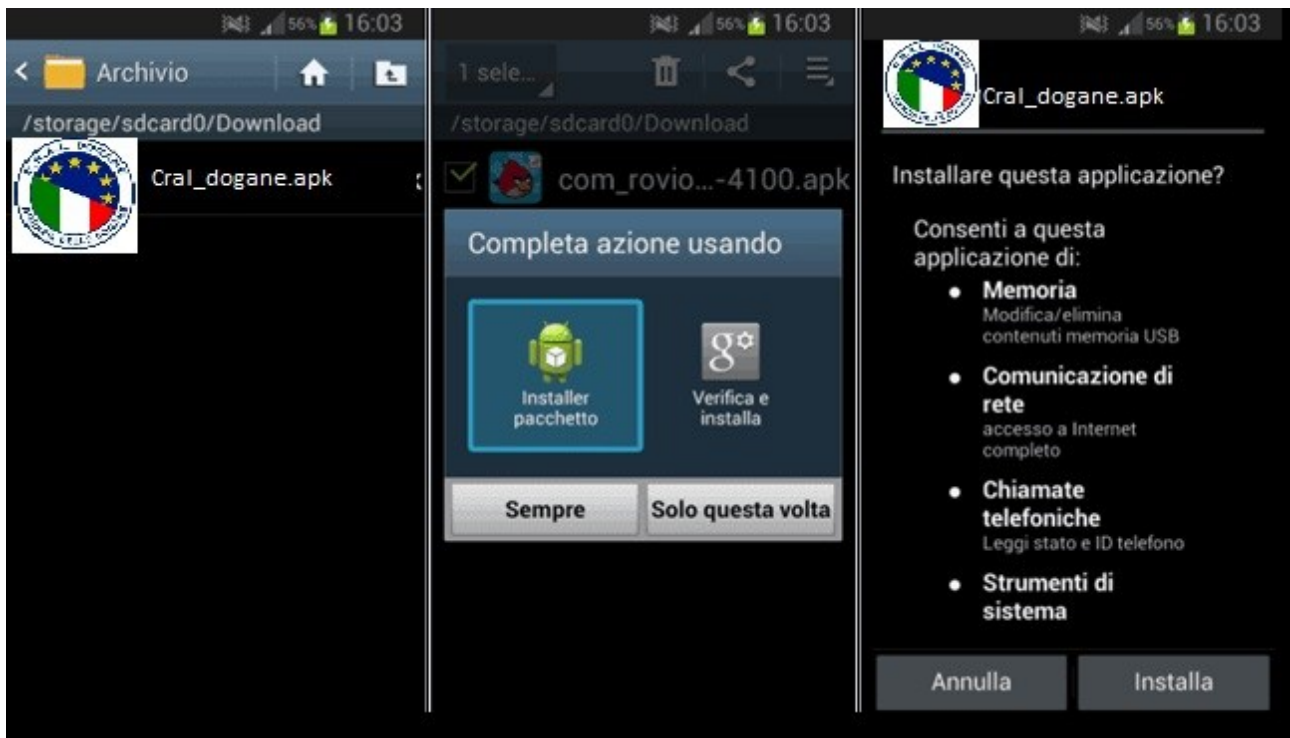 56% 16:03
Archivio
/storage/sdcard0/Download
Cral_dogane.apk
56% 16:03
1 sele...
/storage/sdcard0/Download
com_rovio...-4100.apk
Completa azione usando
Installer
pacchetto
Verifica e
installa
Sempre
Solo questa volta
56% 16:03
Cral_dogane.apk
Installare questa applicazione?
Consenti a questa
applicazione di:
Memoria
Modifica/elimina
contenuti memoria USB
Comunicazione di
rete
accesso a Internet
completo
Chiamate
telefoniche
Leggi stato e ID telefono
Strumenti di
sistema
Annulla
Installa